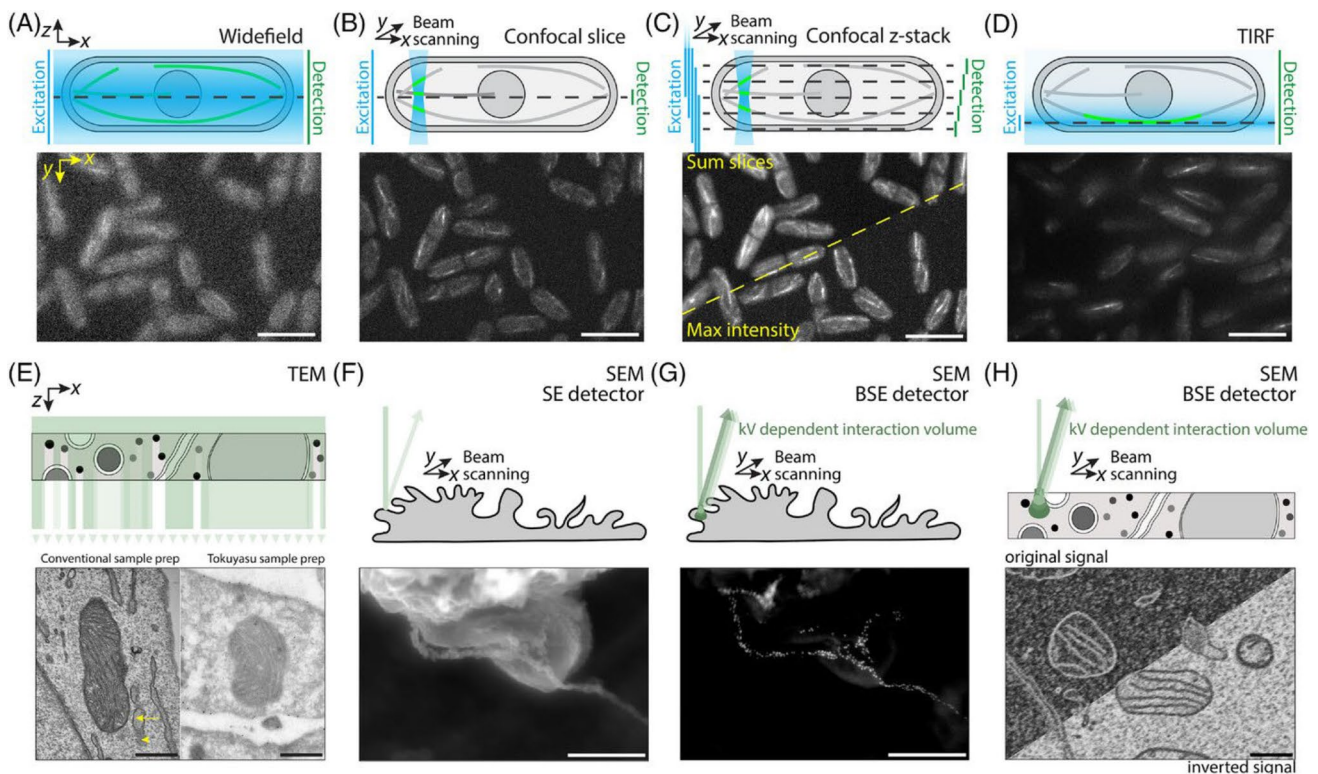 (A)
z
x
Widefield
Excitation
Detection
y
x
(B)
y
x
Beam
scanning
Confocal slice
Excitation
Detection
(C)
y
x
Beam
scanning
Confocal z-stack
Excitation
Detection
Sum slices
Max intensity
(D)
TIRF
Excitation
Detection
(E)
x
z
TEM
Conventional sample prep
Tokuyasu sample prep
(F)
SEM
SE detector
y
x
Beam
scanning
(G)
SEM
BSE detector
kV dependent interaction volume
y
x
Beam
scanning
(H)
SEM
BSE detector
kV dependent interaction volume
y
x
Beam
scanning
original signal
inverted signal